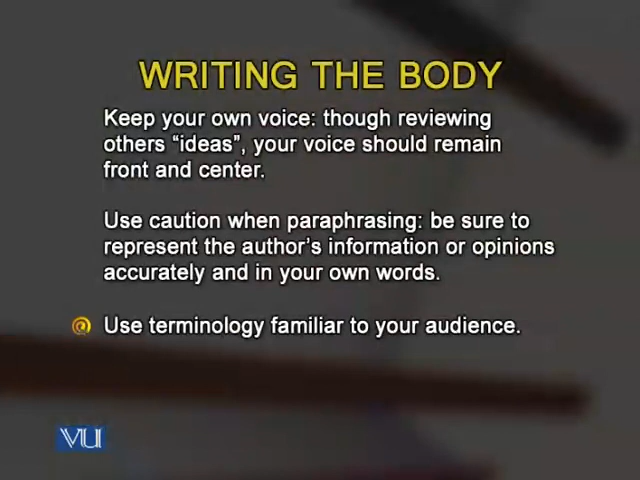 WRITING THE BODY
Keep your own voice: though reviewing
others “ideas”, your voice should remain
front and center.
Use caution when paraphrasing: be sure to
represent the author’s information or opinions
accurately and in your own words.
@ Use terminology familiar to your audience.
VU